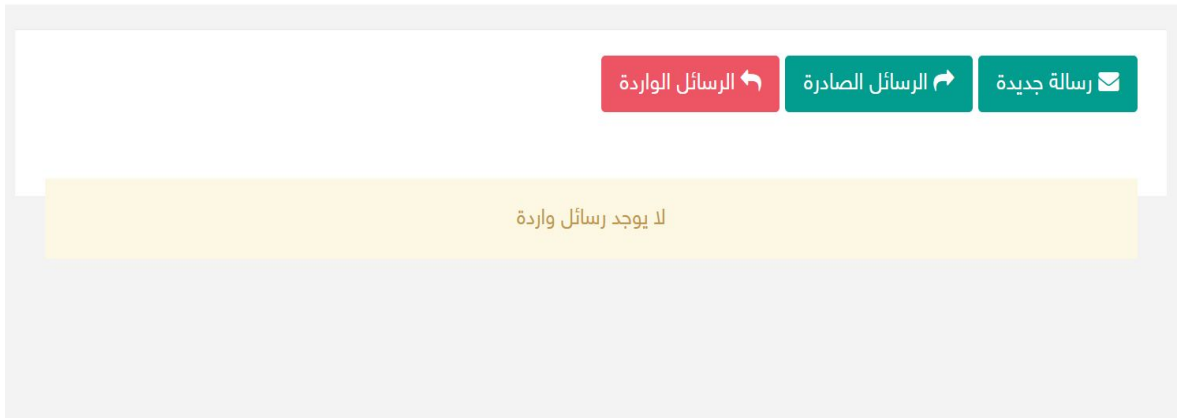 رسالة جديدة الرسائل الصادرة الرسائل الواردة
لا يوجد رسائل واردة